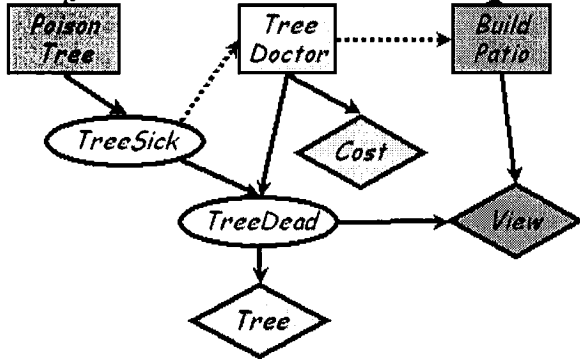 Poison
Tree
Tree
Doctor
Build
Patio
TreeSick
Cost
TreeDead
View
Tree